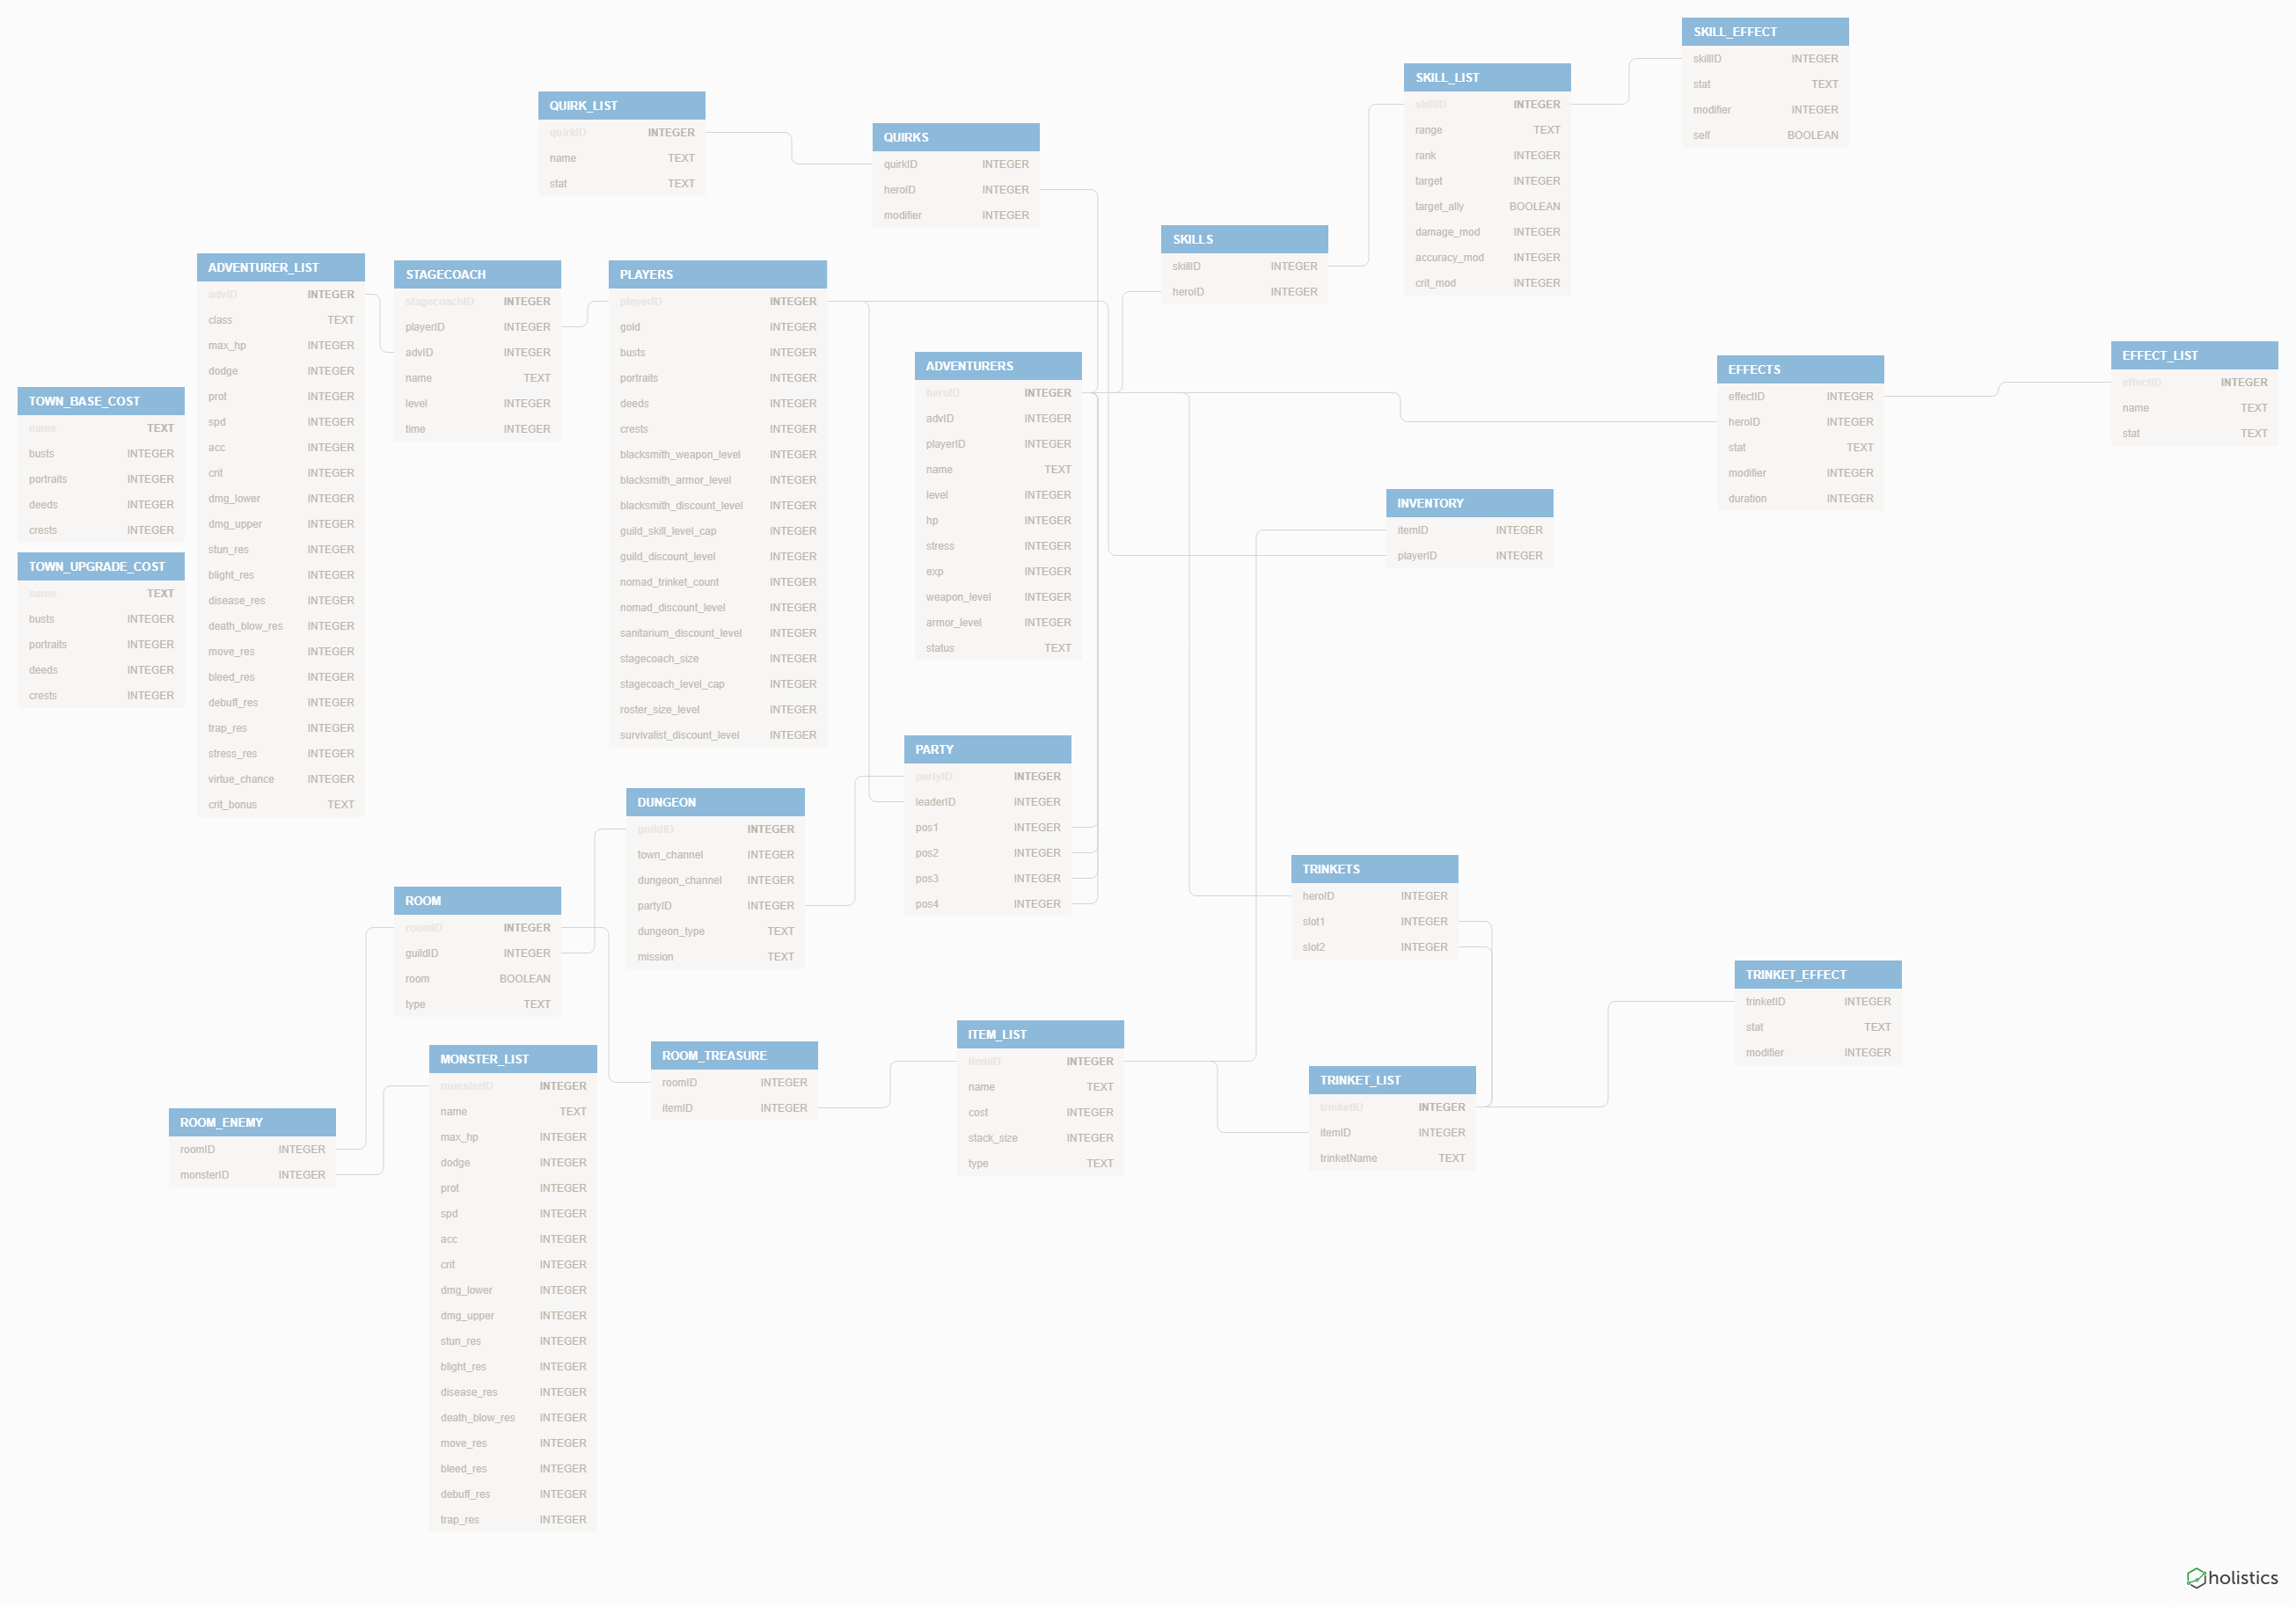 SKILL_EFFECT
skillID INTEGER
stat TEXT
modifier INTEGER
self BOOLEAN
SKILL_LIST
skillID INTEGER
range TEXT
rank INTEGER
target INTEGER
target_ally BOOLEAN
damage_mod INTEGER
accuracy_mod INTEGER
crit_mod INTEGER
QUIRK_LIST
quirkID INTEGER
name TEXT
stat TEXT
QUIRKS
quirkID INTEGER
heroID INTEGER
modifier INTEGER
SKILLS
skillID INTEGER
heroID INTEGER
ADVENTURER_LIST
advID INTEGER
class TEXT
max_hp INTEGER
dodge INTEGER
prot INTEGER
spd INTEGER
acc INTEGER
crit INTEGER
dmg_lower INTEGER
dmg_upper INTEGER
stun_res INTEGER
blight_res INTEGER
disease_res INTEGER
death_blow_res INTEGER
move_res INTEGER
bleed_res INTEGER
debuff_res INTEGER
trap_res INTEGER
stress_res INTEGER
virtue_chance INTEGER
crit_bonus TEXT
STAGECOACH
stagecoachID INTEGER
playerID INTEGER
advID INTEGER
name TEXT
level INTEGER
time INTEGER
PLAYERS
playerID INTEGER
gold INTEGER
busts INTEGER
portraits INTEGER
deeds INTEGER
crests INTEGER
blacksmith_weapon_level INTEGER
blacksmith_armor_level INTEGER
blacksmith_discount_level INTEGER
guild_skill_level_cap INTEGER
guild_discount_level INTEGER
nomad_trinket_count INTEGER
nomad_discount_level INTEGER
sanitarium_discount_level INTEGER
stagecoach_size INTEGER
stagecoach_level_cap INTEGER
roster_size_level INTEGER
survivalist_discount_level INTEGER
ADVENTURERS
heroID INTEGER
advID INTEGER
playerID INTEGER
name TEXT
level INTEGER
hp INTEGER
stress INTEGER
exp INTEGER
weapon_level INTEGER
armor_level INTEGER
status TEXT
EFFECTS
effectID INTEGER
heroID INTEGER
stat TEXT
modifier INTEGER
duration INTEGER
EFFECT_LIST
effectID INTEGER
name TEXT
stat TEXT
TOWN_BASE_COST
name TEXT
busts INTEGER
portraits INTEGER
deeds INTEGER
crests INTEGER
TOWN_UPGRADE_COST
name TEXT
busts INTEGER
portraits INTEGER
deeds INTEGER
crests INTEGER
INVENTORY
itemID INTEGER
playerID INTEGER
PARTY
partyID INTEGER
leaderID INTEGER
pos1 INTEGER
pos2 INTEGER
pos3 INTEGER
pos4 INTEGER
DUNGEON
guildID INTEGER
town_channel INTEGER
dungeon_channel INTEGER
partyID INTEGER
dungeon_type TEXT
mission TEXT
ROOM
roomID INTEGER
guildID INTEGER
room BOOLEAN
type TEXT
TRINKETS
heroID INTEGER
slot1 INTEGER
slot2 INTEGER
TRINKET_EFFECT
trinketID INTEGER
stat TEXT
modifier INTEGER
MONSTER_LIST
monsterID INTEGER
name TEXT
max_hp INTEGER
dodge INTEGER
prot INTEGER
spd INTEGER
acc INTEGER
crit INTEGER
dmg_lower INTEGER
dmg_upper INTEGER
stun_res INTEGER
blight_res INTEGER
disease_res INTEGER
death_blow_res INTEGER
move_res INTEGER
bleed_res INTEGER
debuff_res INTEGER
trap_res INTEGER
ROOM_TREASURE
roomID INTEGER
itemID INTEGER
ITEM_LIST
itemID INTEGER
name TEXT
cost INTEGER
stack_size INTEGER
type TEXT
TRINKET_LIST
trinketID INTEGER
itemID INTEGER
trinketName TEXT
ROOM_ENEMY
roomID INTEGER
monsterID INTEGER
holistics